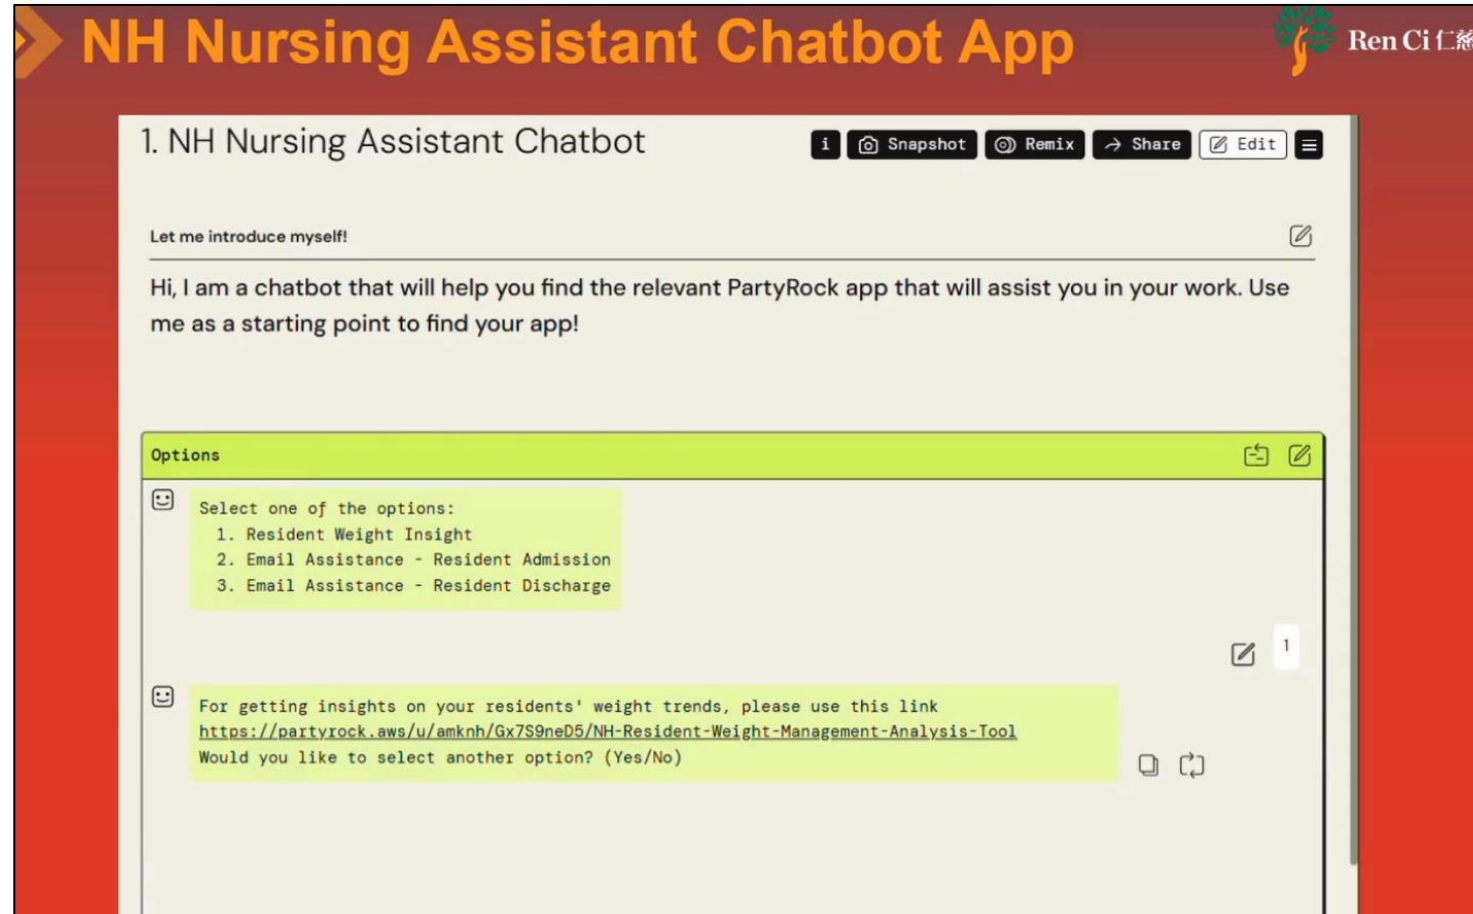 NH Nursing Assistant Chatbot App
Ren Ci 仁慈
1. NH Nursing Assistant Chatbot
i
Snapshot
Remix
Share
Edit
Let me introduce myself!
Hi, I am a chatbot that will help you find the relevant PartyRock app that will assist you in your work. Use
me as a starting point to find your app!
Options
Select one of the options:
1. Resident Weight Insight
2. Email Assistance - Resident Admission
3. Email Assistance - Resident Discharge
1
For getting insights on your residents' weight trends, please use this link
https://partyrock.aws/u/amknh/Gx7S9neD5/NH-Resident-Weight-Management-Analysis-Tool
Would you like to select another option? (Yes/No)